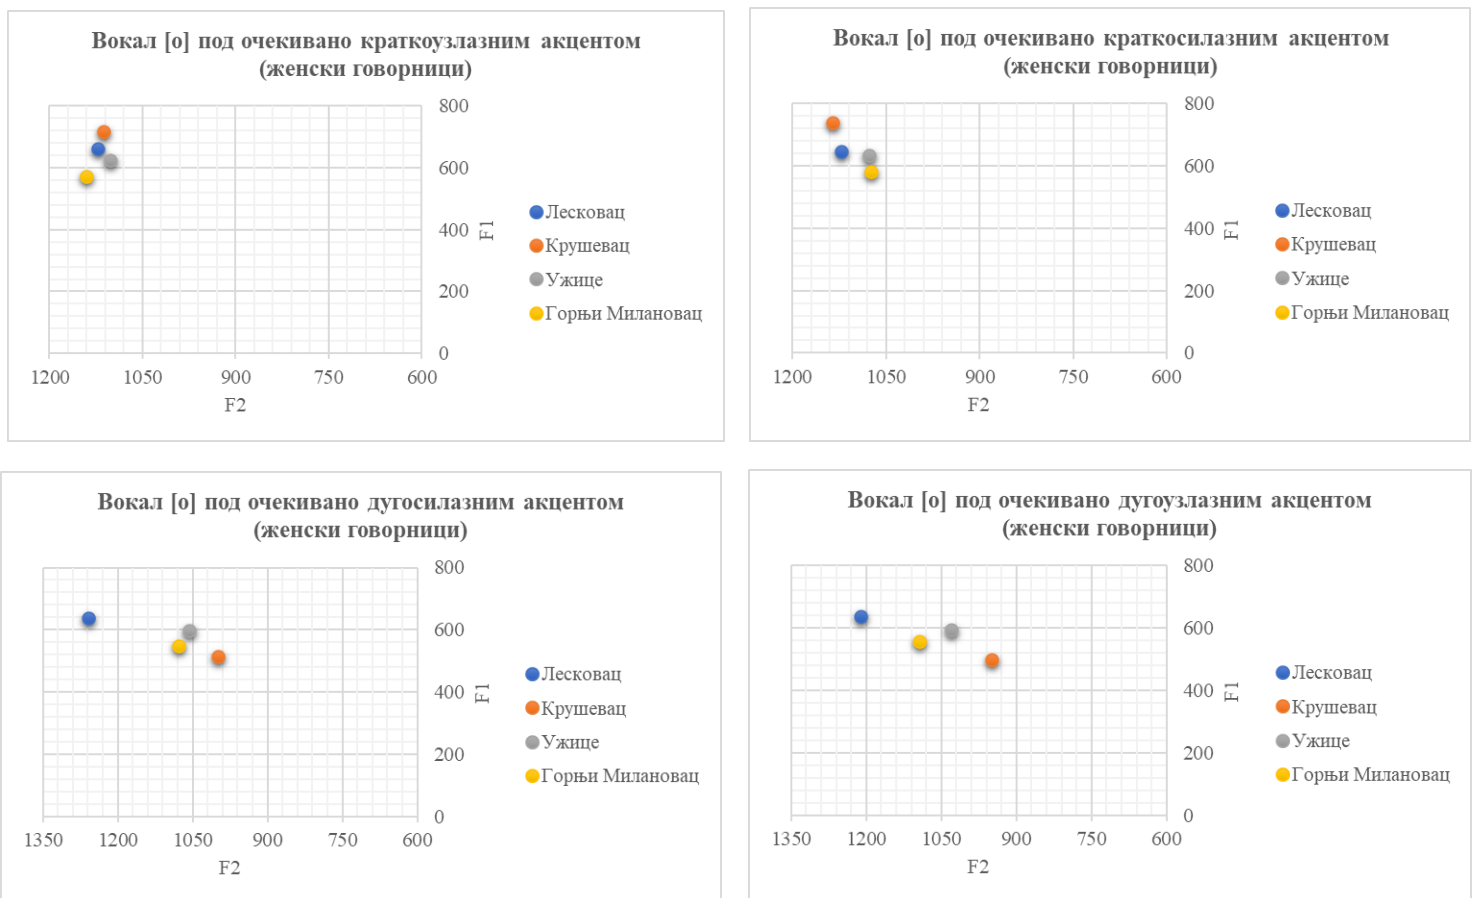 Вокал [о] под очекивано краткоузлазним акцентом
(женски говорници)
800
600
400
200
0
F1
1200 1050 900 750 600
F2
Лесковац
Крушевац
Ужице
Горњи Милановац
Вокал [о] под очекивано краткосилазним акцентом
(женски говорници)
800
600
400
200
0
F1
1200 1050 900 750 600
F2
Лесковац
Крушевац
Ужице
Горњи Милановац
Вокал [о] под очекивано дугосилазним акцентом
(женски говорници)
800
600
400
200
0
F1
1350 1200 1050 900 750 600
F2
Лесковац
Крушевац
Ужице
Горњи Милановац
Вокал [о] под очекивано дугоузлазним акцентом
(женски говорници)
800
600
400
200
0
F1
1350 1200 1050 900 750 600
F2
Лесковац
Крушевац
Ужице
Горњи Милановац